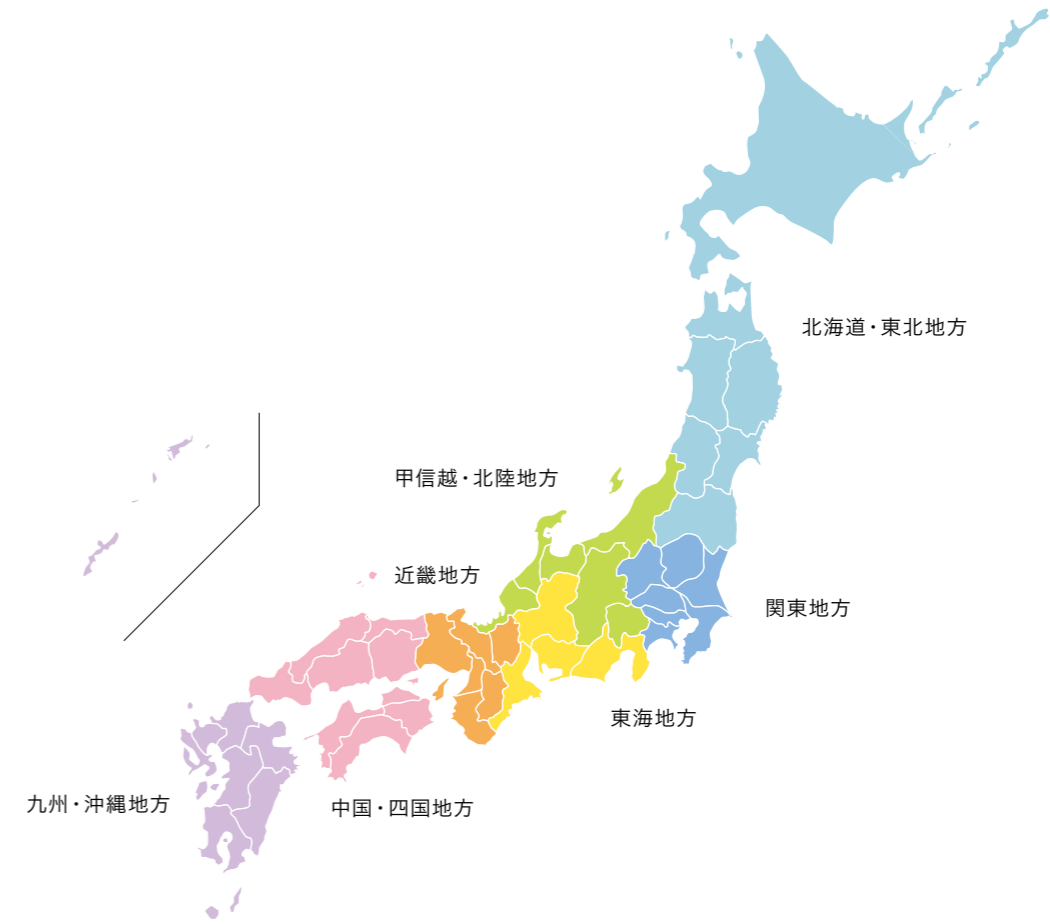 北海道・東北地方
甲信越・北陸地方
近畿地方
関東地方
東海地方
九州・沖縄地方
中国・四国地方